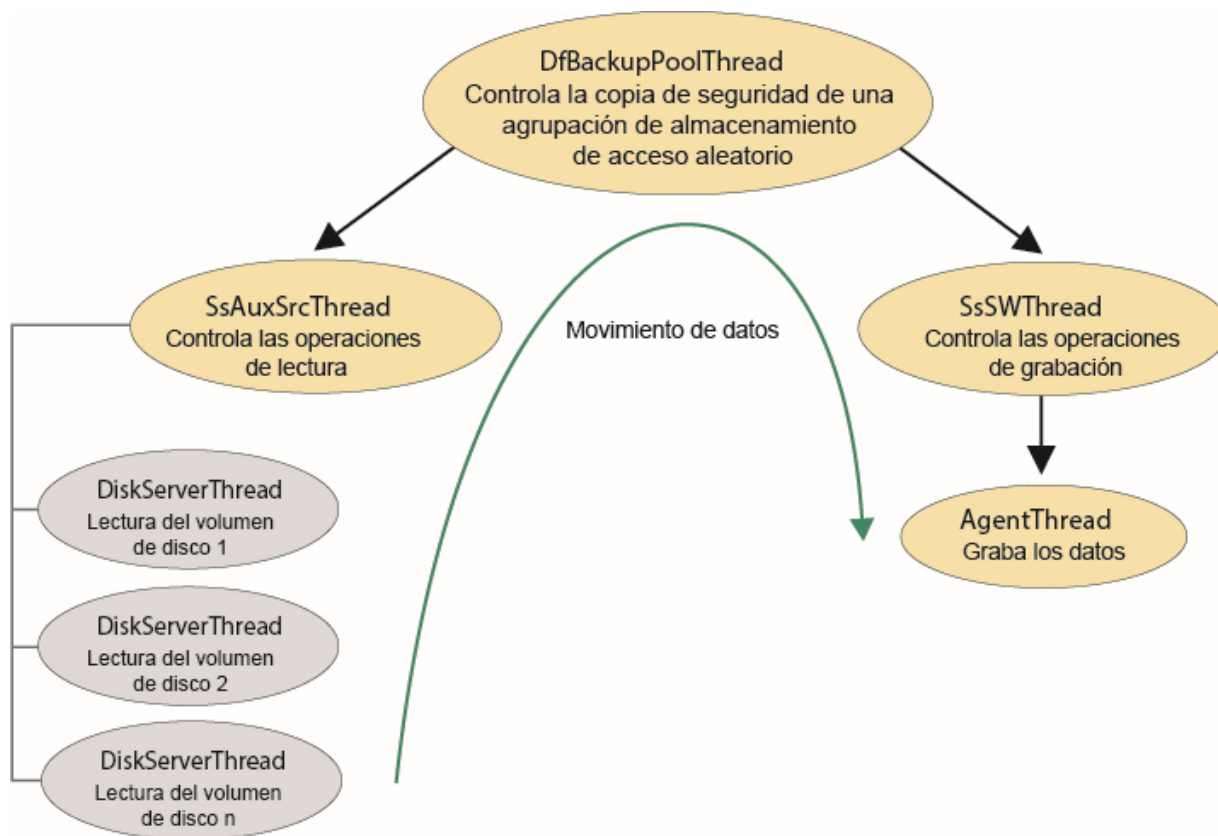 DfBackupPoolThread
Controla la copia de seguridad de una
agrupación de almacenamiento
de acceso aleatorio
SsAuxSrcThread
Controla las operaciones
de lectura
Movimiento de datos
SsSWThread
Controla las operaciones
de grabación
DiskServerThread
Lectura del volumen
de disco 1
AgentThread
Graba los datos
DiskServerThread
Lectura del volumen
de disco 2
DiskServerThread
Lectura del volumen
de disco n